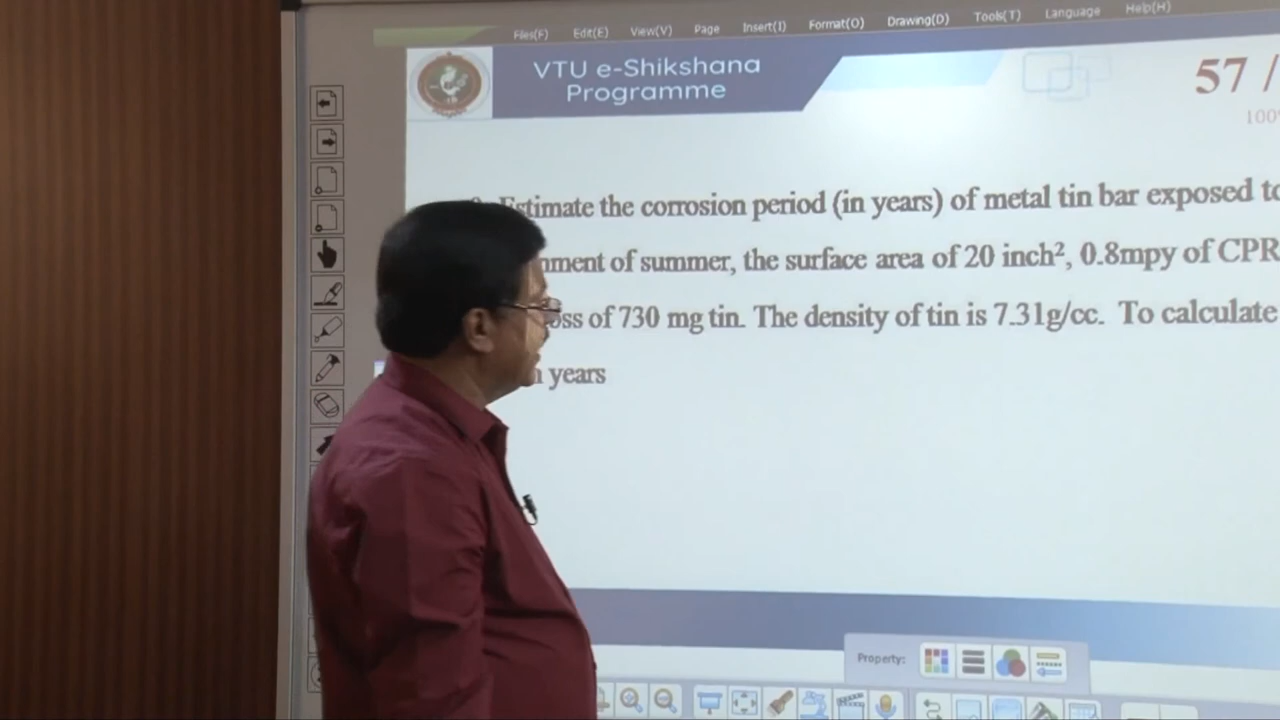 Files(F) Edit(E) View(V) Page Insert(I) Format(O) Drawing(D) Tools(T) Language Help(H)
VTU e-Shikshana
Programme
57 /
100%
Estimate the corrosion period (in years) of metal tin bar exposed to
nment of summer, the surface area of 20 inch², 0.8mpy of CPR
oss of 730 mg tin. The density of tin is 7.31g/cc. To calculate
n years
Property: